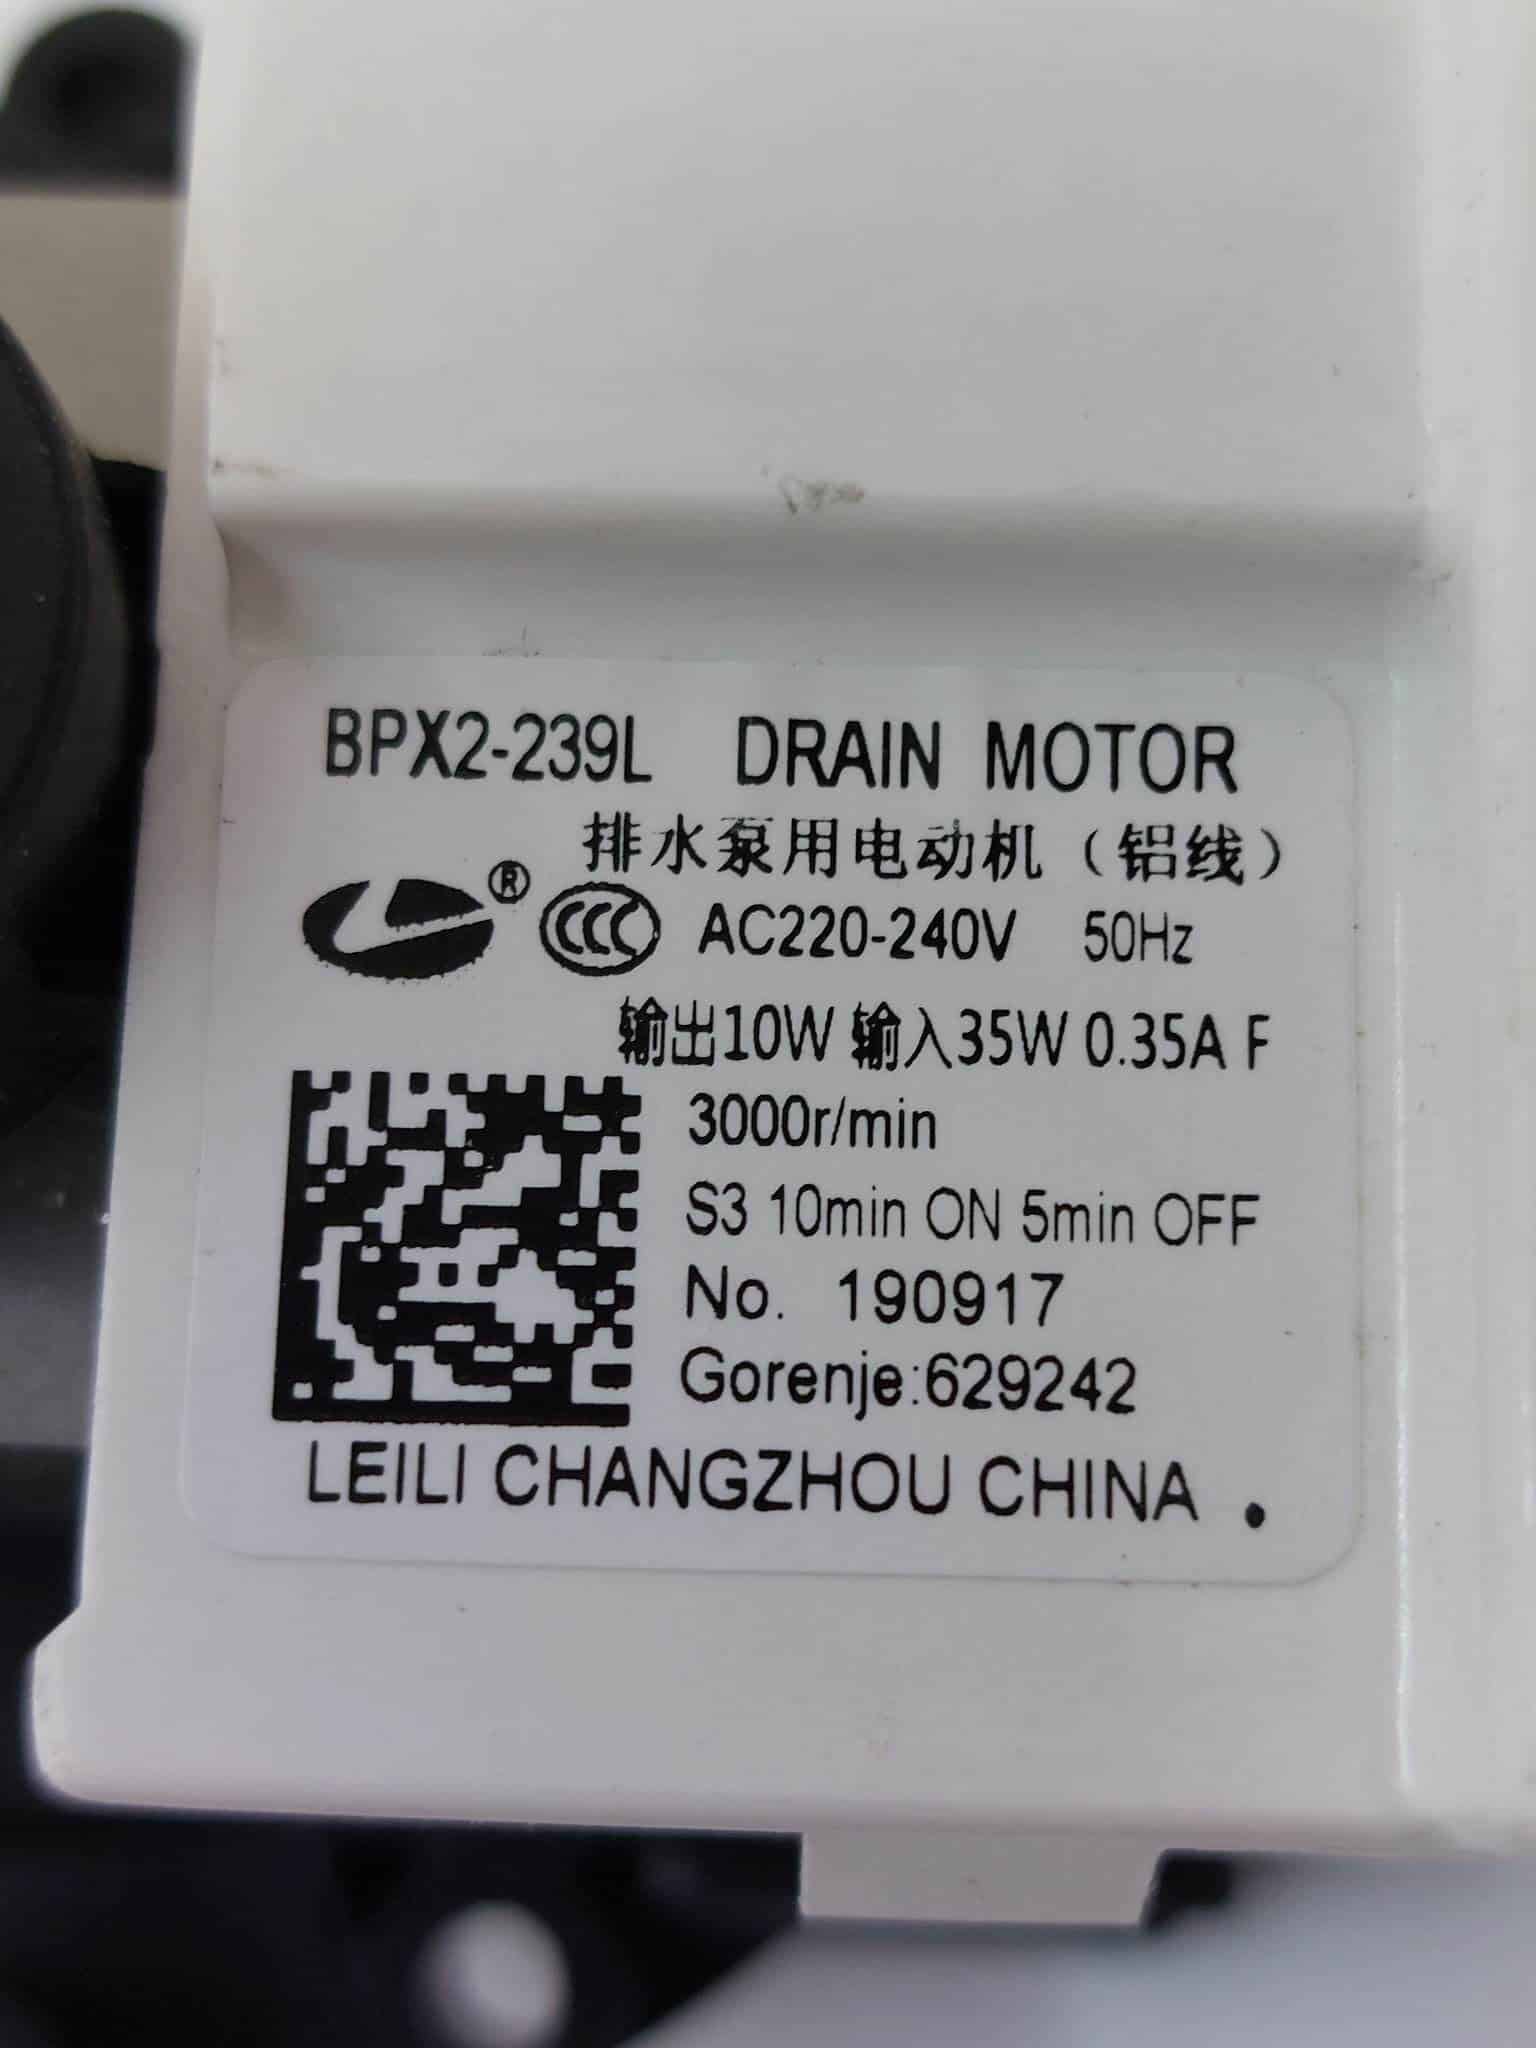 BPX2-239L DRAIN MOTOR
排水泵用电动机（铝线）
® CCC AC220-240V 50Hz
输出10W 输入35W 0.35A F
3000r/min
S3 10min ON 5min OFF
No. 190917
Gorenje:629242
LEILI CHANGZHOU CHINA .